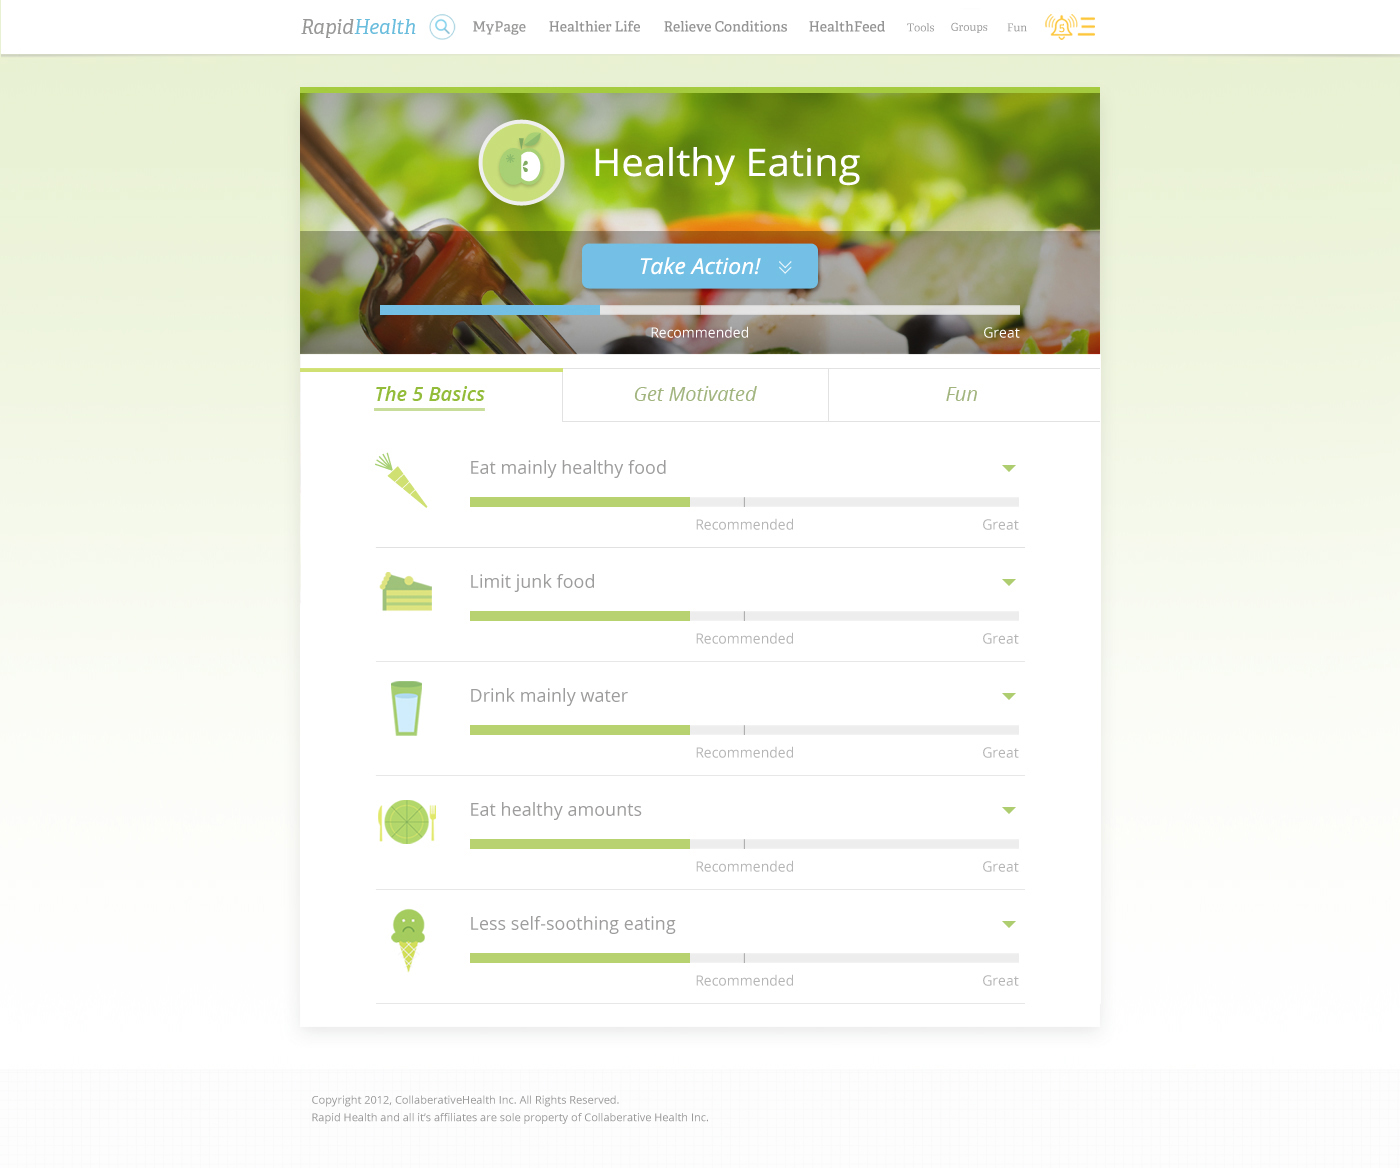 RapidHealth MyPage Healthier Life Relieve Conditions HealthFeed Tools Groups Fun 5
Healthy Eating
Take Action!
Recommended Great
The 5 Basics Get Motivated Fun
Eat mainly healthy food
Recommended Great
Limit junk food
Recommended Great
Drink mainly water
Recommended Great
Eat healthy amounts
Recommended Great
Less self-soothing eating
Recommended Great
Copyright 2012, CollaborativeHealth Inc. All Rights Reserved.
Rapid Health and all it's affiliates are sole property of Collaborative Health Inc.